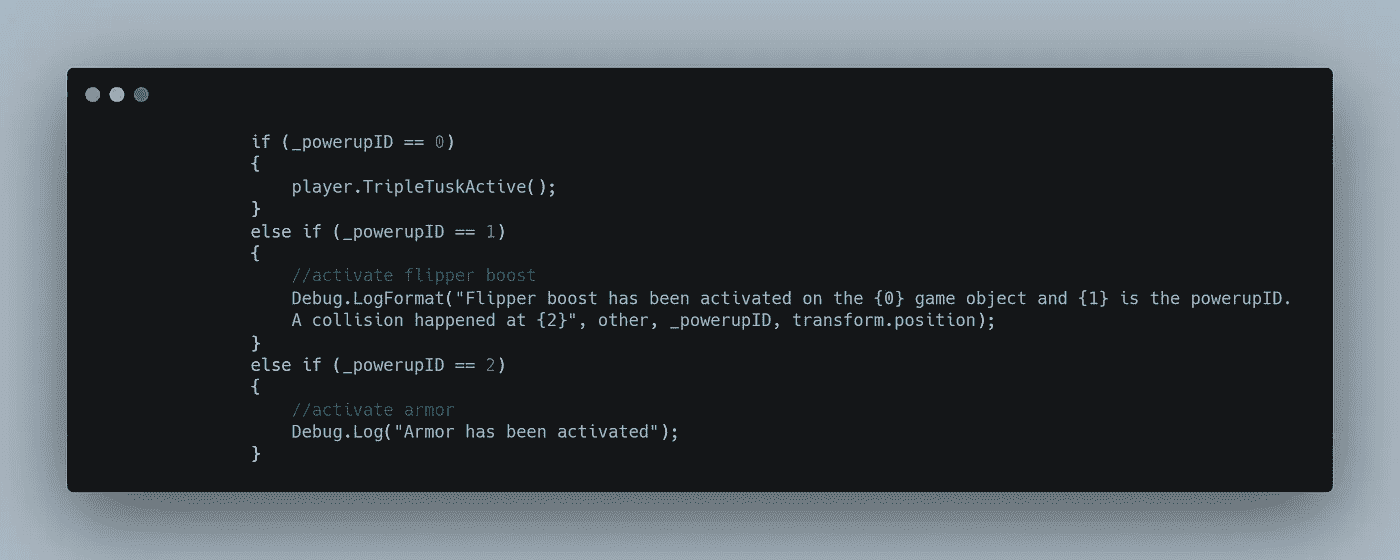 if (_powerupID == 0)
{
    player.TripleTuskActive();
}
else if (_powerupID == 1)
{
    //activate flipper boost
    Debug.LogFormat("Flipper boost has been activated on the {0} game object and {1} is the powerupID.
    A collision happened at {2}", other, _powerupID, transform.position);
}
else if (_powerupID == 2)
{
    //activate armor
    Debug.Log("Armor has been activated");
}